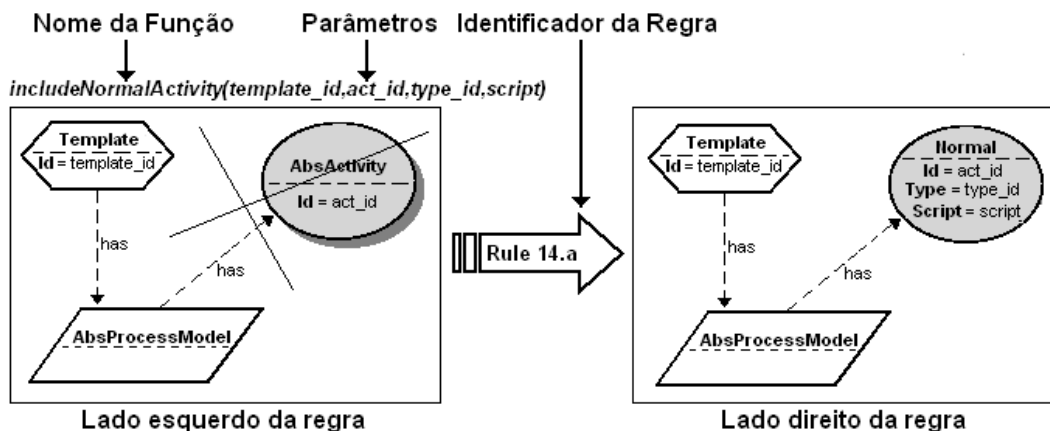 Nome da Função Parâmetros Identificador da Regra
includeNormalActivity(template_id,act_id,type_id,script)
Template
Id = template_id
AbsActivity
Id = act_id
has
has
AbsProcessModel
Lado esquerdo da regra
Rule 14.a
Template
Id = template_id
Normal
Id = act_id
Type = type_id
Script = script
has
has
AbsProcessModel
Lado direito da regra